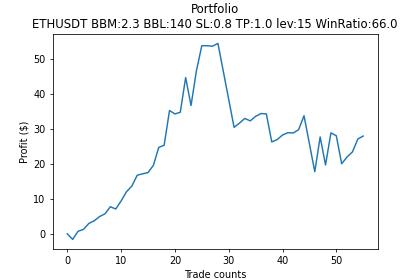 Portfolio
ETHUSDT BBM:2.3 BBL:140 SL:0.8 TP:1.0 lev:15 WinRatio:66.0
50
40
30
20
10
0
Profit ($)
0 10 20 30 40 50
Trade counts